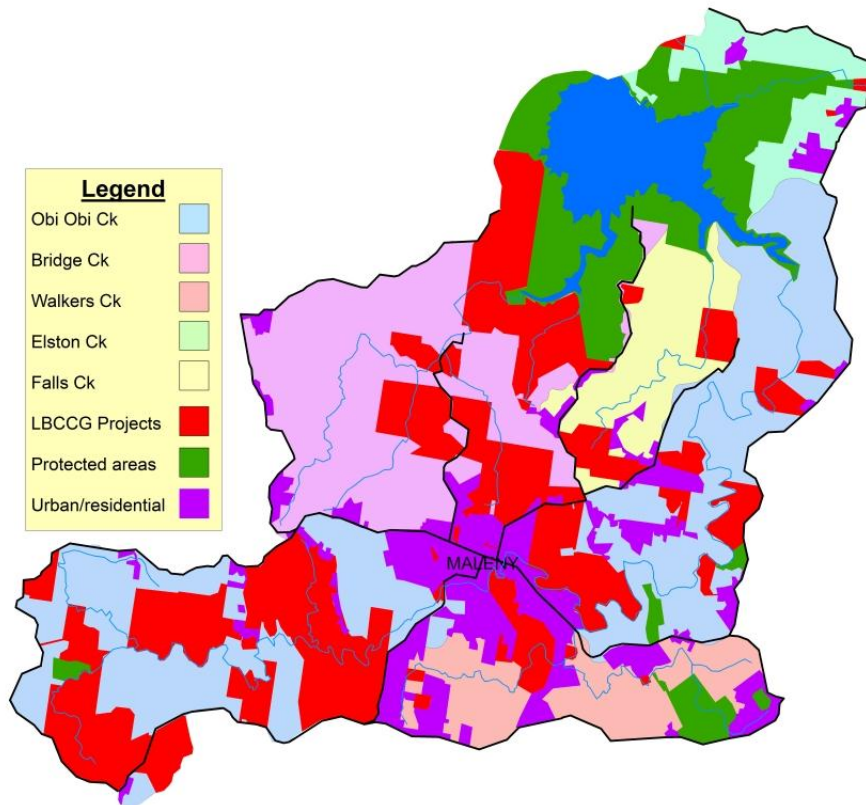 Legend
Obi Obi Ck
Bridge Ck
Walkers Ck
Elston Ck
Falls Ck
LBCCG Projects
Protected areas
Urban/residential
MALENY